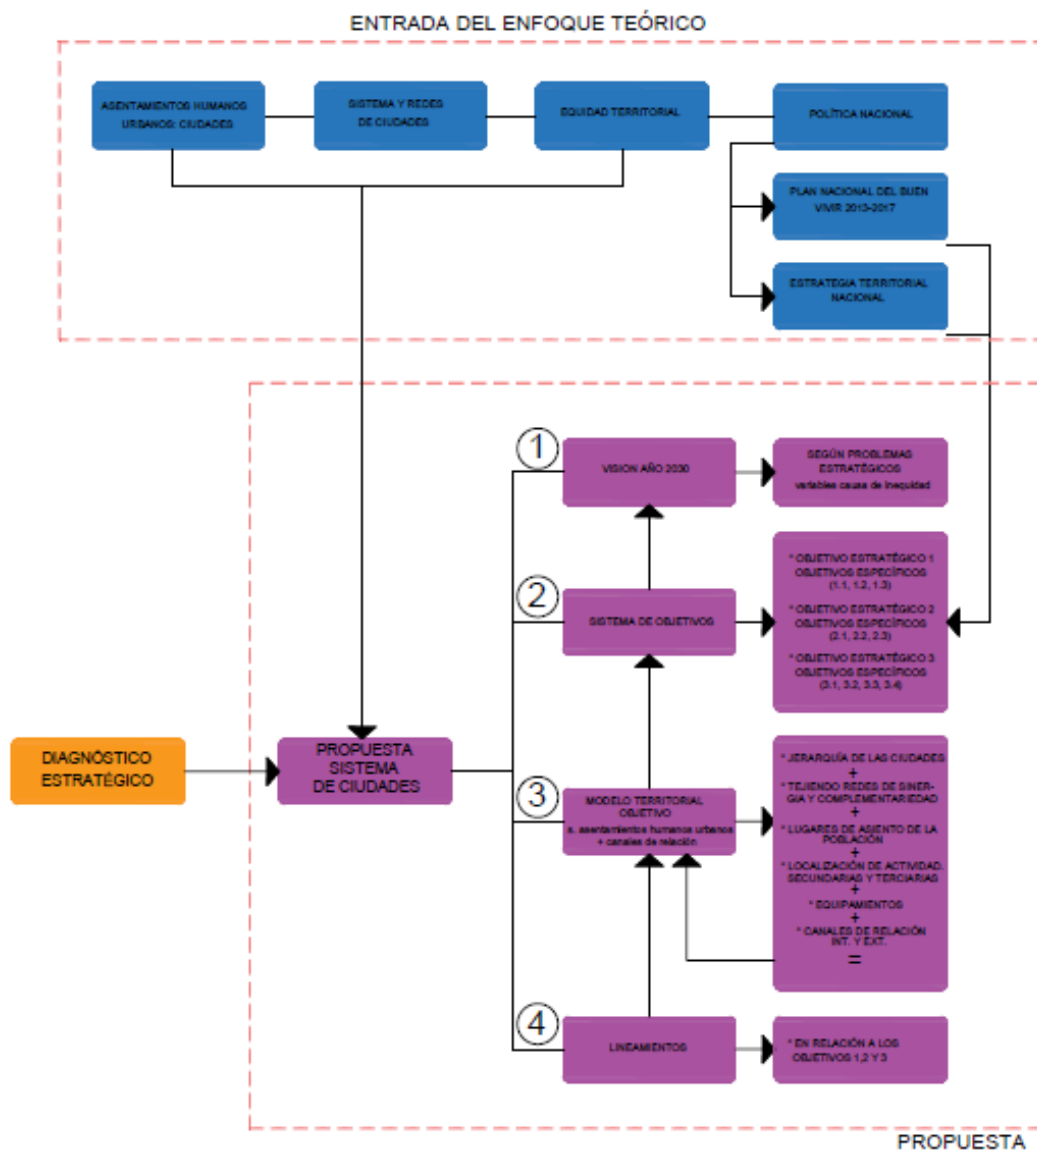 ENTRADA DEL ENFOQUE TEÓRICO
ASENTAMIENTOS HUMANOS
URBANOS: CIUDADES
SISTEMA Y REDES
DE CIUDADES
EQUIDAD TERRITORIAL
POLÍTICA NACIONAL
PLAN NACIONAL DEL BUEN
VIVIR 2013-2017
ESTRATEGIA TERRITORIAL
NACIONAL
1
VISION AÑO 2030
SEGÚN PROBLEMAS
ESTRATÉGICOS
variables causa de inequidad
2
SISTEMA DE OBJETIVOS
* OBJETIVO ESTRATÉGICO 1
OBJETIVOS ESPECÍFICOS
(1.1, 1.2, 1.3)
* OBJETIVO ESTRATÉGICO 2
OBJETIVOS ESPECÍFICOS
(2.1, 2.2, 2.3)
* OBJETIVO ESTRATÉGICO 3
OBJETIVOS ESPECÍFICOS
(3.1, 3.2, 3.3, 3.4)
DIAGNÓSTICO
ESTRATÉGICO
PROPUESTA
SISTEMA
DE CIUDADES
3
MODELO TERRITORIAL
OBJETIVO
s. asentamientos humanos urbanos
+ canales de relación
* JERARQUÍA DE LAS CIUDADES
+
* TEJIENDO REDES DE SINER-
GIA Y COMPLEMENTARIEDAD
+
* LUGARES DE ASIENTO DE LA
POBLACIÓN
+
* LOCALIZACIÓN DE ACTIVIDAD.
SECUNDARIAS Y TERCIARIAS
+
* EQUIPAMIENTOS
+
* CANALES DE RELACIÓN
INT. Y EXT.
=
4
LINEAMIENTOS
* EN RELACIÓN A LOS
OBJETIVOS 1,2 Y 3
PROPUESTA